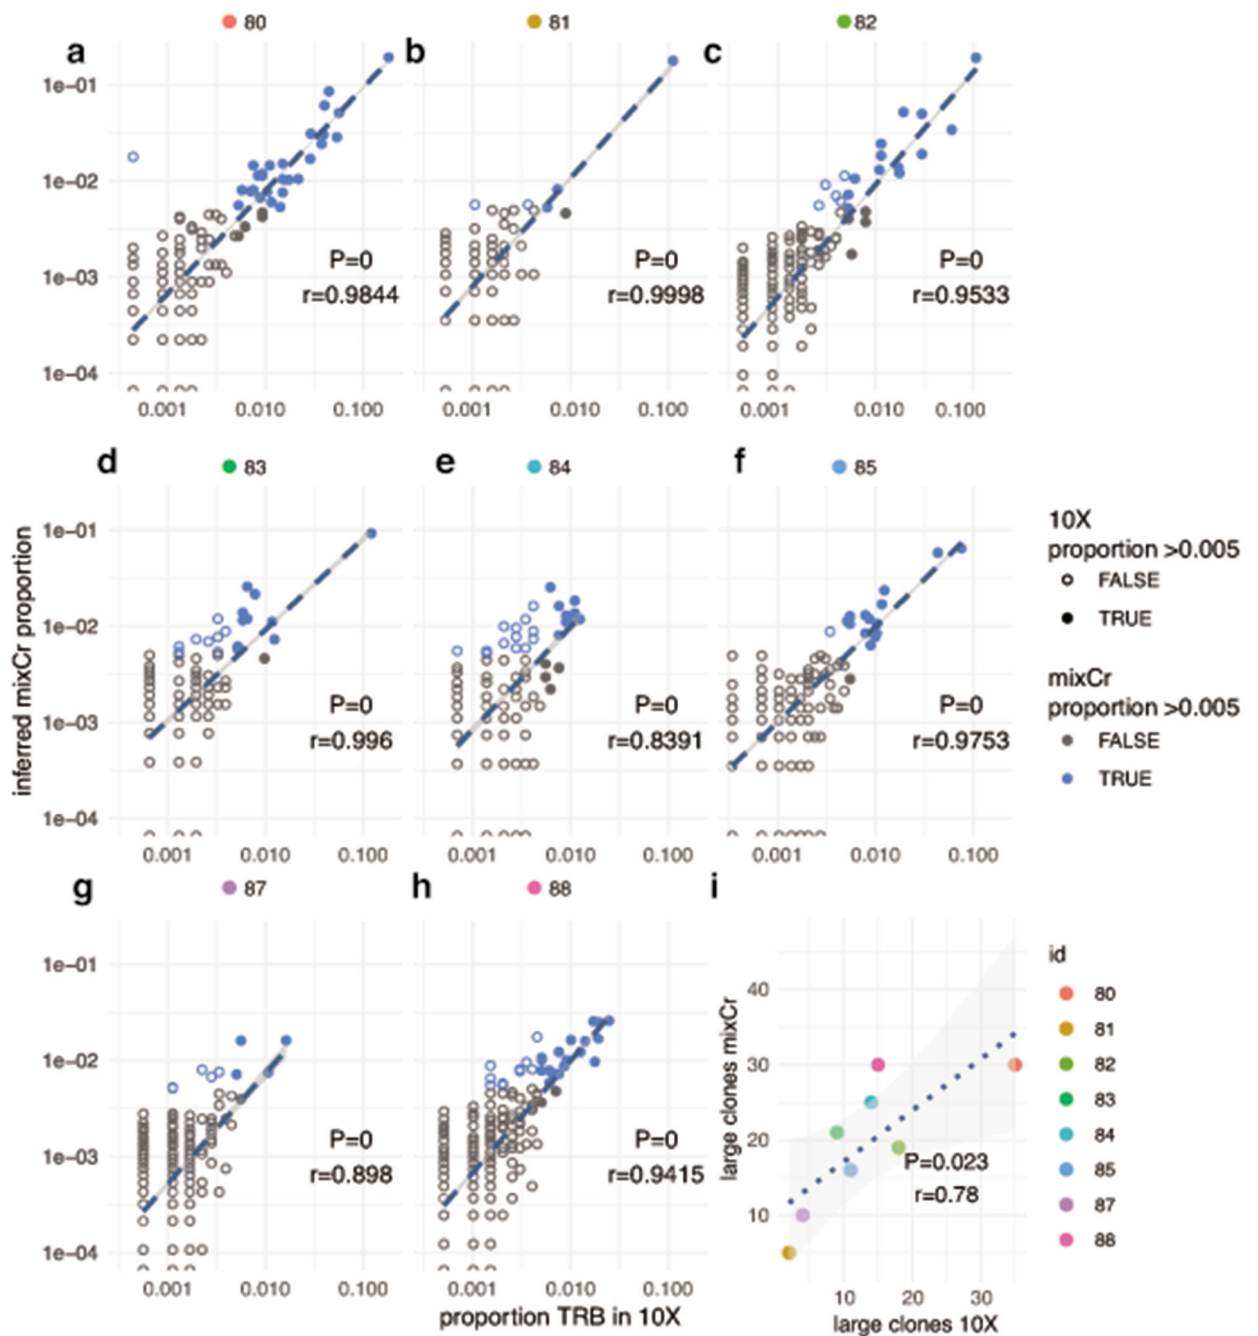 80
81
82
a
b
c
1e−01
1e−02
1e−03
1e−04
P=0
r=0.9844
P=0
r=0.9998
P=0
r=0.9533
0.001 0.010 0.100
0.001 0.010 0.100
0.001 0.010 0.100
d
e
f
83
84
85
inferred mixCr proportion
1e−01
1e−02
1e−03
1e−04
P=0
r=0.996
P=0
r=0.8391
P=0
r=0.9753
0.001 0.010 0.100
0.001 0.010 0.100
0.001 0.010 0.100
10X
proportion >0.005
FALSE
TRUE
mixCr
proportion >0.005
FALSE
TRUE
g
h
i
87
88
1e−01
1e−02
1e−03
1e−04
P=0
r=0.898
P=0
r=0.9415
0.001 0.010 0.100
0.001 0.010 0.100
proportion TRB in 10X
large clones mixCr
40
30
20
10
P=0.023
r=0.78
10 20 30
large clones 10X
id
80
81
82
83
84
85
87
88